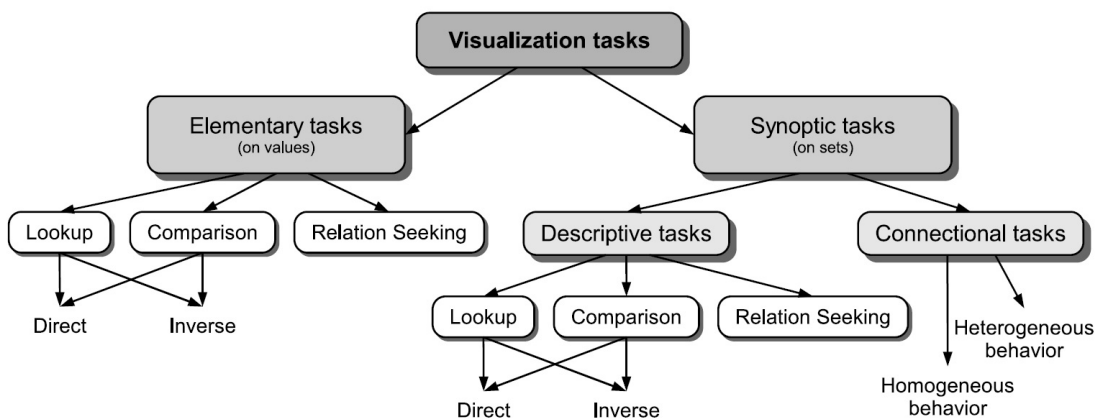 Visualization tasks
Elementary tasks
(on values)
Synoptic tasks
(on sets)
Lookup
Comparison
Relation Seeking
Descriptive tasks
Connectional tasks
Direct
Inverse
Lookup
Comparison
Relation Seeking
Heterogeneous
behavior
Homogeneous
behavior
Direct
Inverse